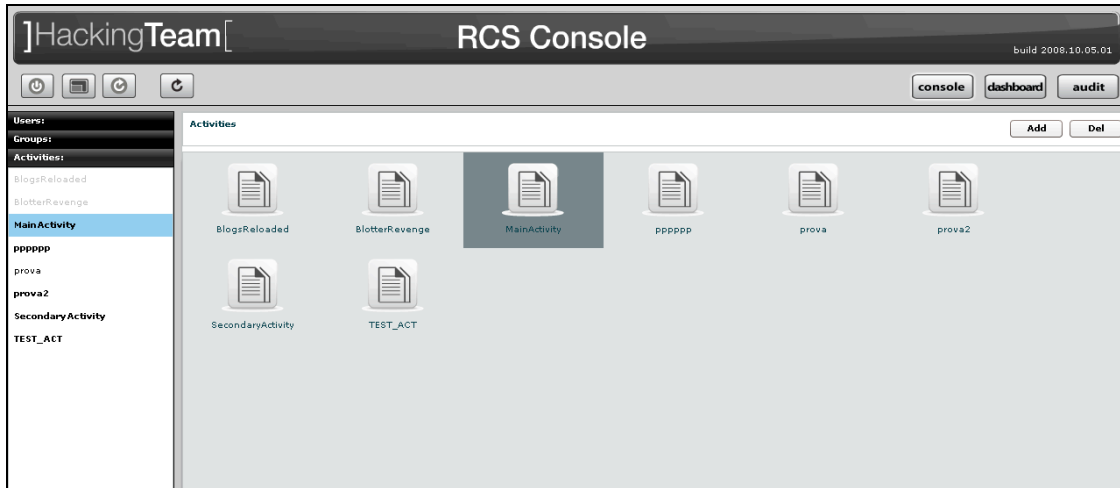 ]HackingTeam[
RCS Console
build 2008.10.05.01
console dashboard audit
Users:
Groups:
Activities:
BlogsReloaded
BlotterRevenge
MainActivity
pppppp
prova
prova2
SecondaryActivity
TEST_ACT
Activities
Add Del
BlogsReloaded BlotterRevenge MainActivity pppppp prova prova2
SecondaryActivity TEST_ACT